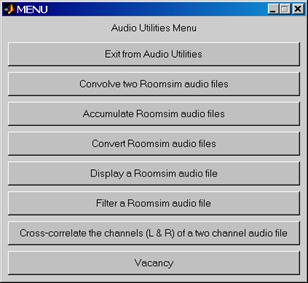 MENU
Audio Utilities Menu
Exit from Audio Utilities
Convolve two Roomsim audio files
Accumulate Roomsim audio files
Convert Roomsim audio files
Display a Roomsim audio file
Filter a Roomsim audio file
Cross-correlate the channels (L & R) of a two channel audio file
Vacancy